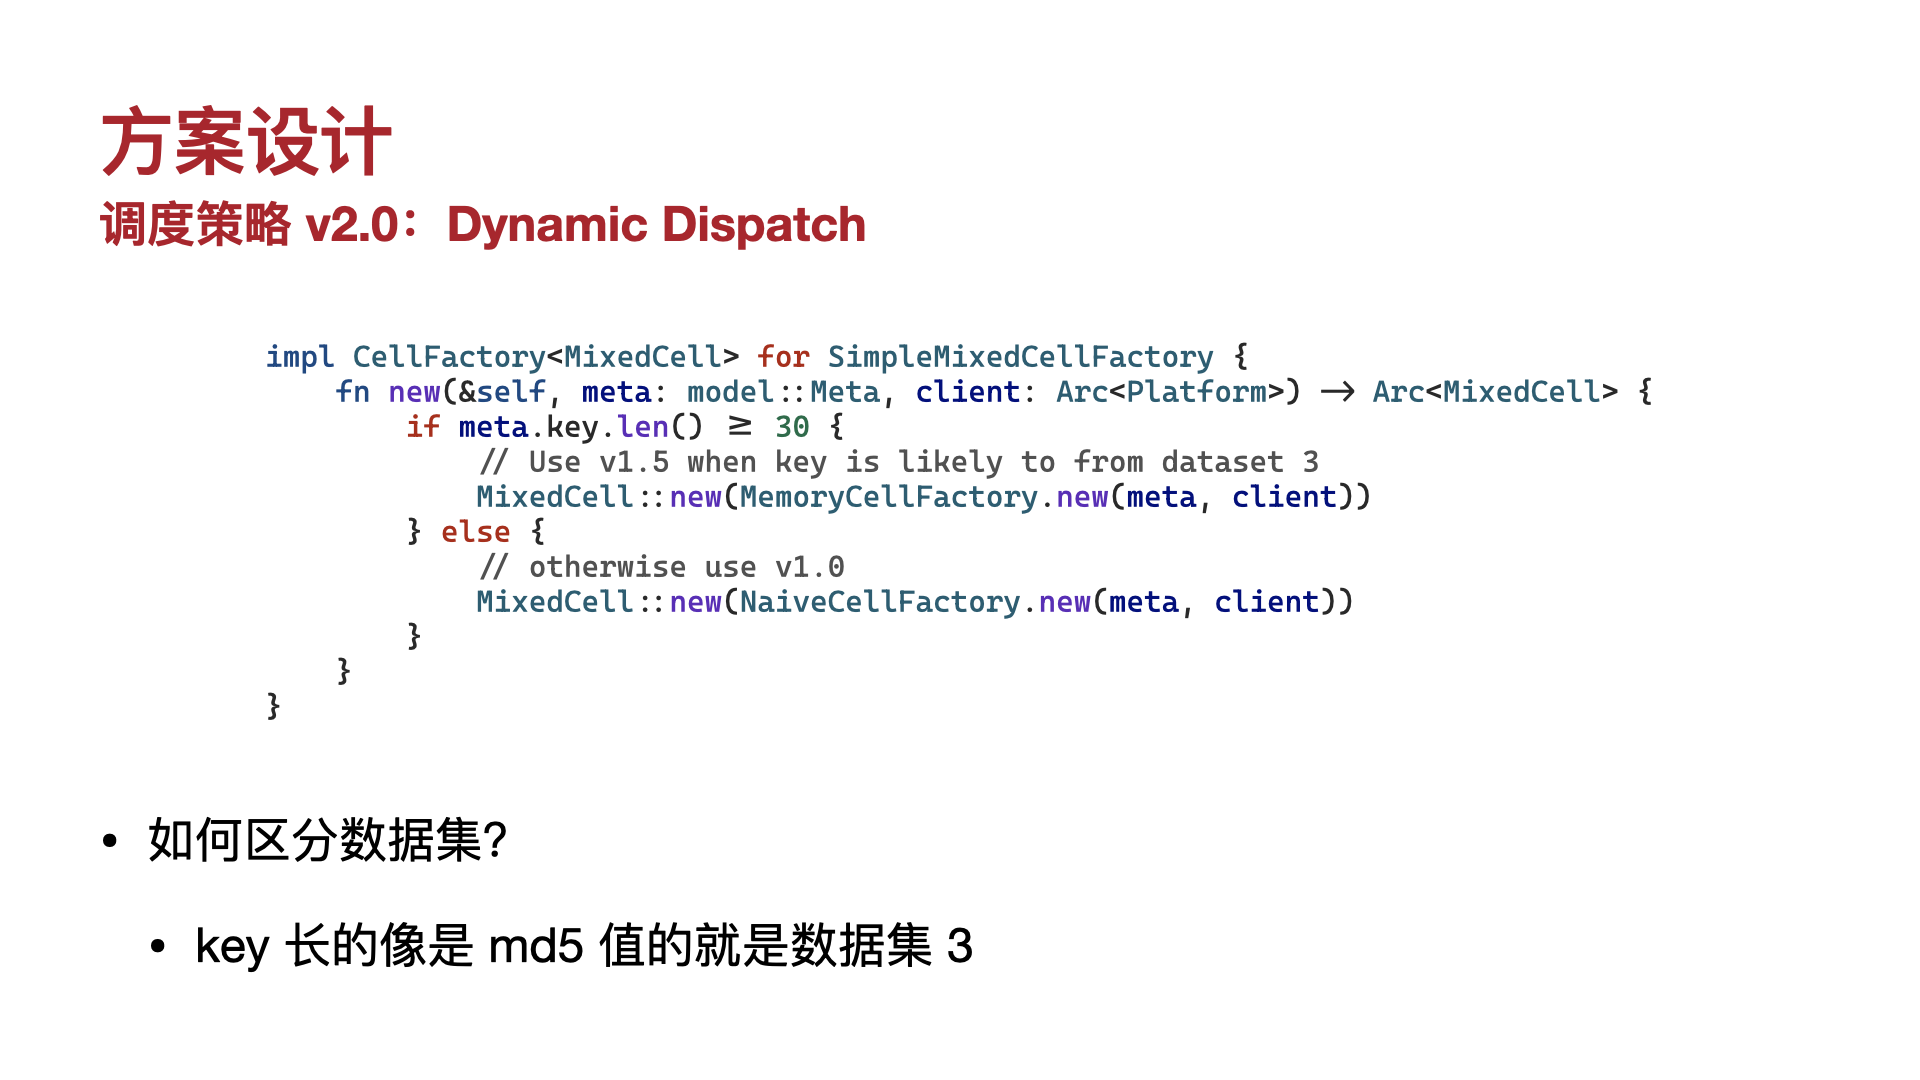 方案设计
调度策略 v2.0：Dynamic Dispatch
impl CellFactory<MixedCell> for SimpleMixedCellFactory {
    fn new(&self, meta: model::Meta, client: Arc<Platform>) -> Arc<MixedCell> {
        if meta.key.len() >= 30 {
            // Use v1.5 when key is likely to from dataset 3
            MixedCell::new(MemoryCellFactory.new(meta, client))
        } else {
            // otherwise use v1.0
            MixedCell::new(NaiveCellFactory.new(meta, client))
        }
    }
}
• 如何区分数据集？
• key 长的像是 md5 值的就是数据集 3